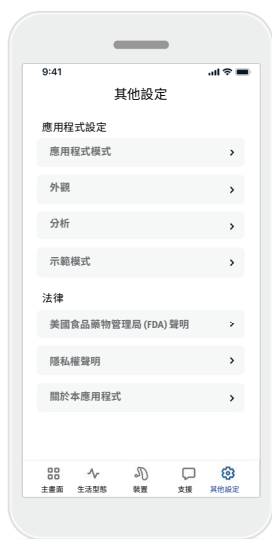 9:41
其他設定
應用程式設定
應用程式模式
外觀
分析
示範模式
法律
美國食品藥物管理局 (FDA) 聲明
隱私權聲明
關於本應用程式
主畫面 生活型態 裝置 支援 其他設定